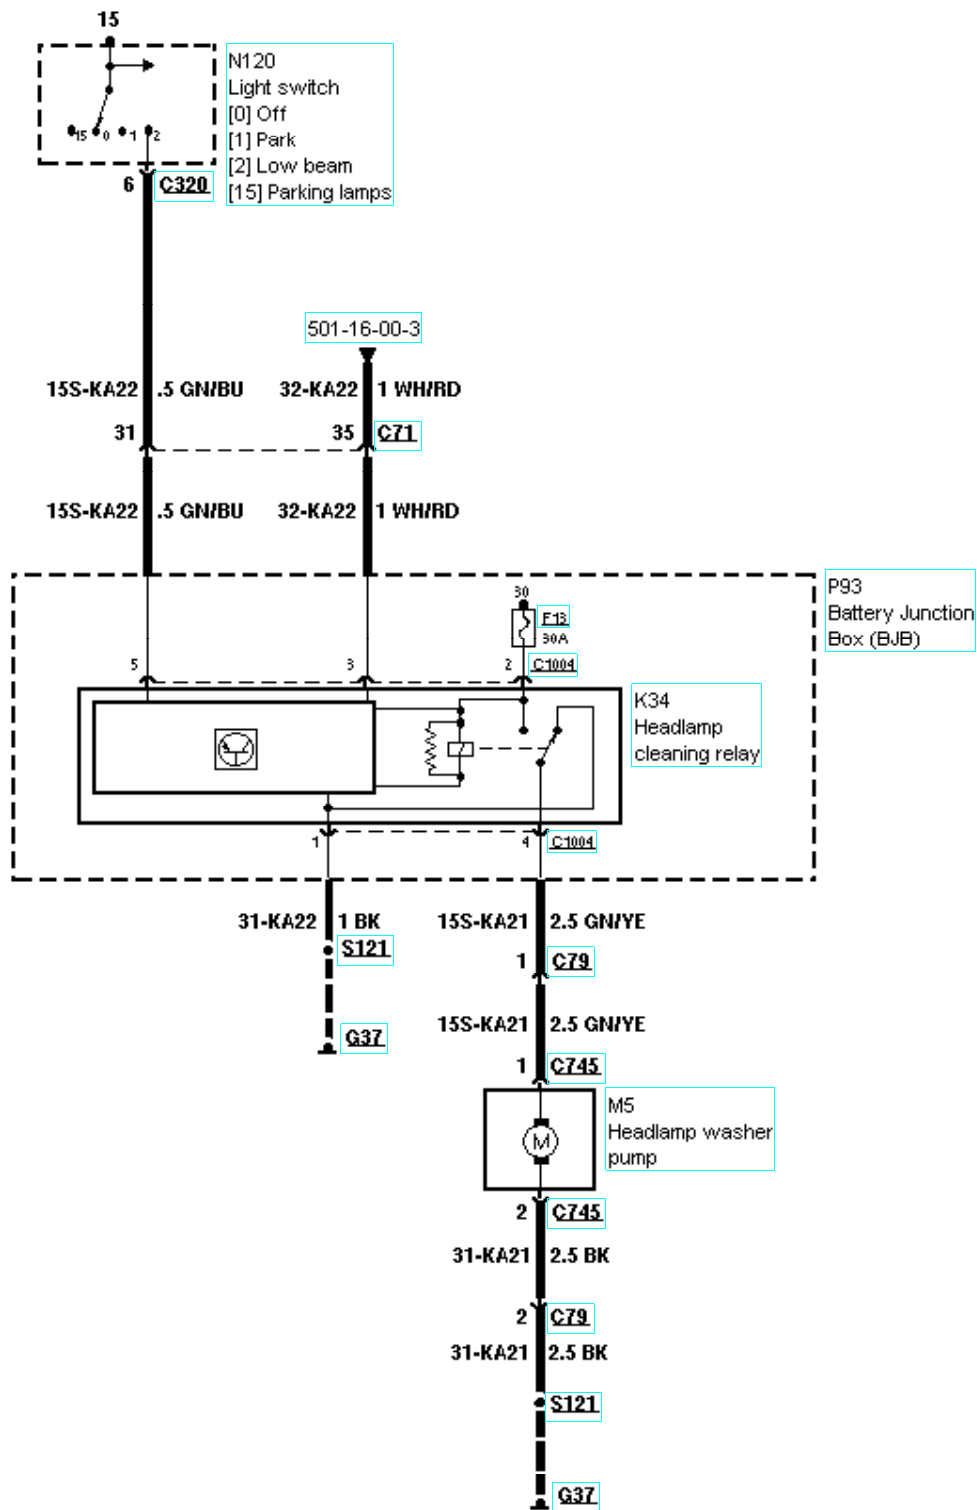 15
N120
Light switch
[0] Off
[1] Park
[2] Low beam
[15] Parking lamps
15 0 1 2
6 C320
501-16-00-3
15S-KA22 .5 GN/BU 32-KA22 1 WH/RD
31 35 C71
15S-KA22 .5 GN/BU 32-KA22 1 WH/RD
P93
Battery Junction
Box (BJB)
30
F13
30A
5 3 2 C1004
K34
Headlamp
cleaning relay
1 4 C1004
31-KA22 1 BK 15S-KA21 2.5 GN/YE
S121 1 C79
15S-KA21 2.5 GN/YE
G37
1 C745
M5
Headlamp washer
pump
M
2 C745
31-KA21 2.5 BK
2 C79
31-KA21 2.5 BK
S121
G37